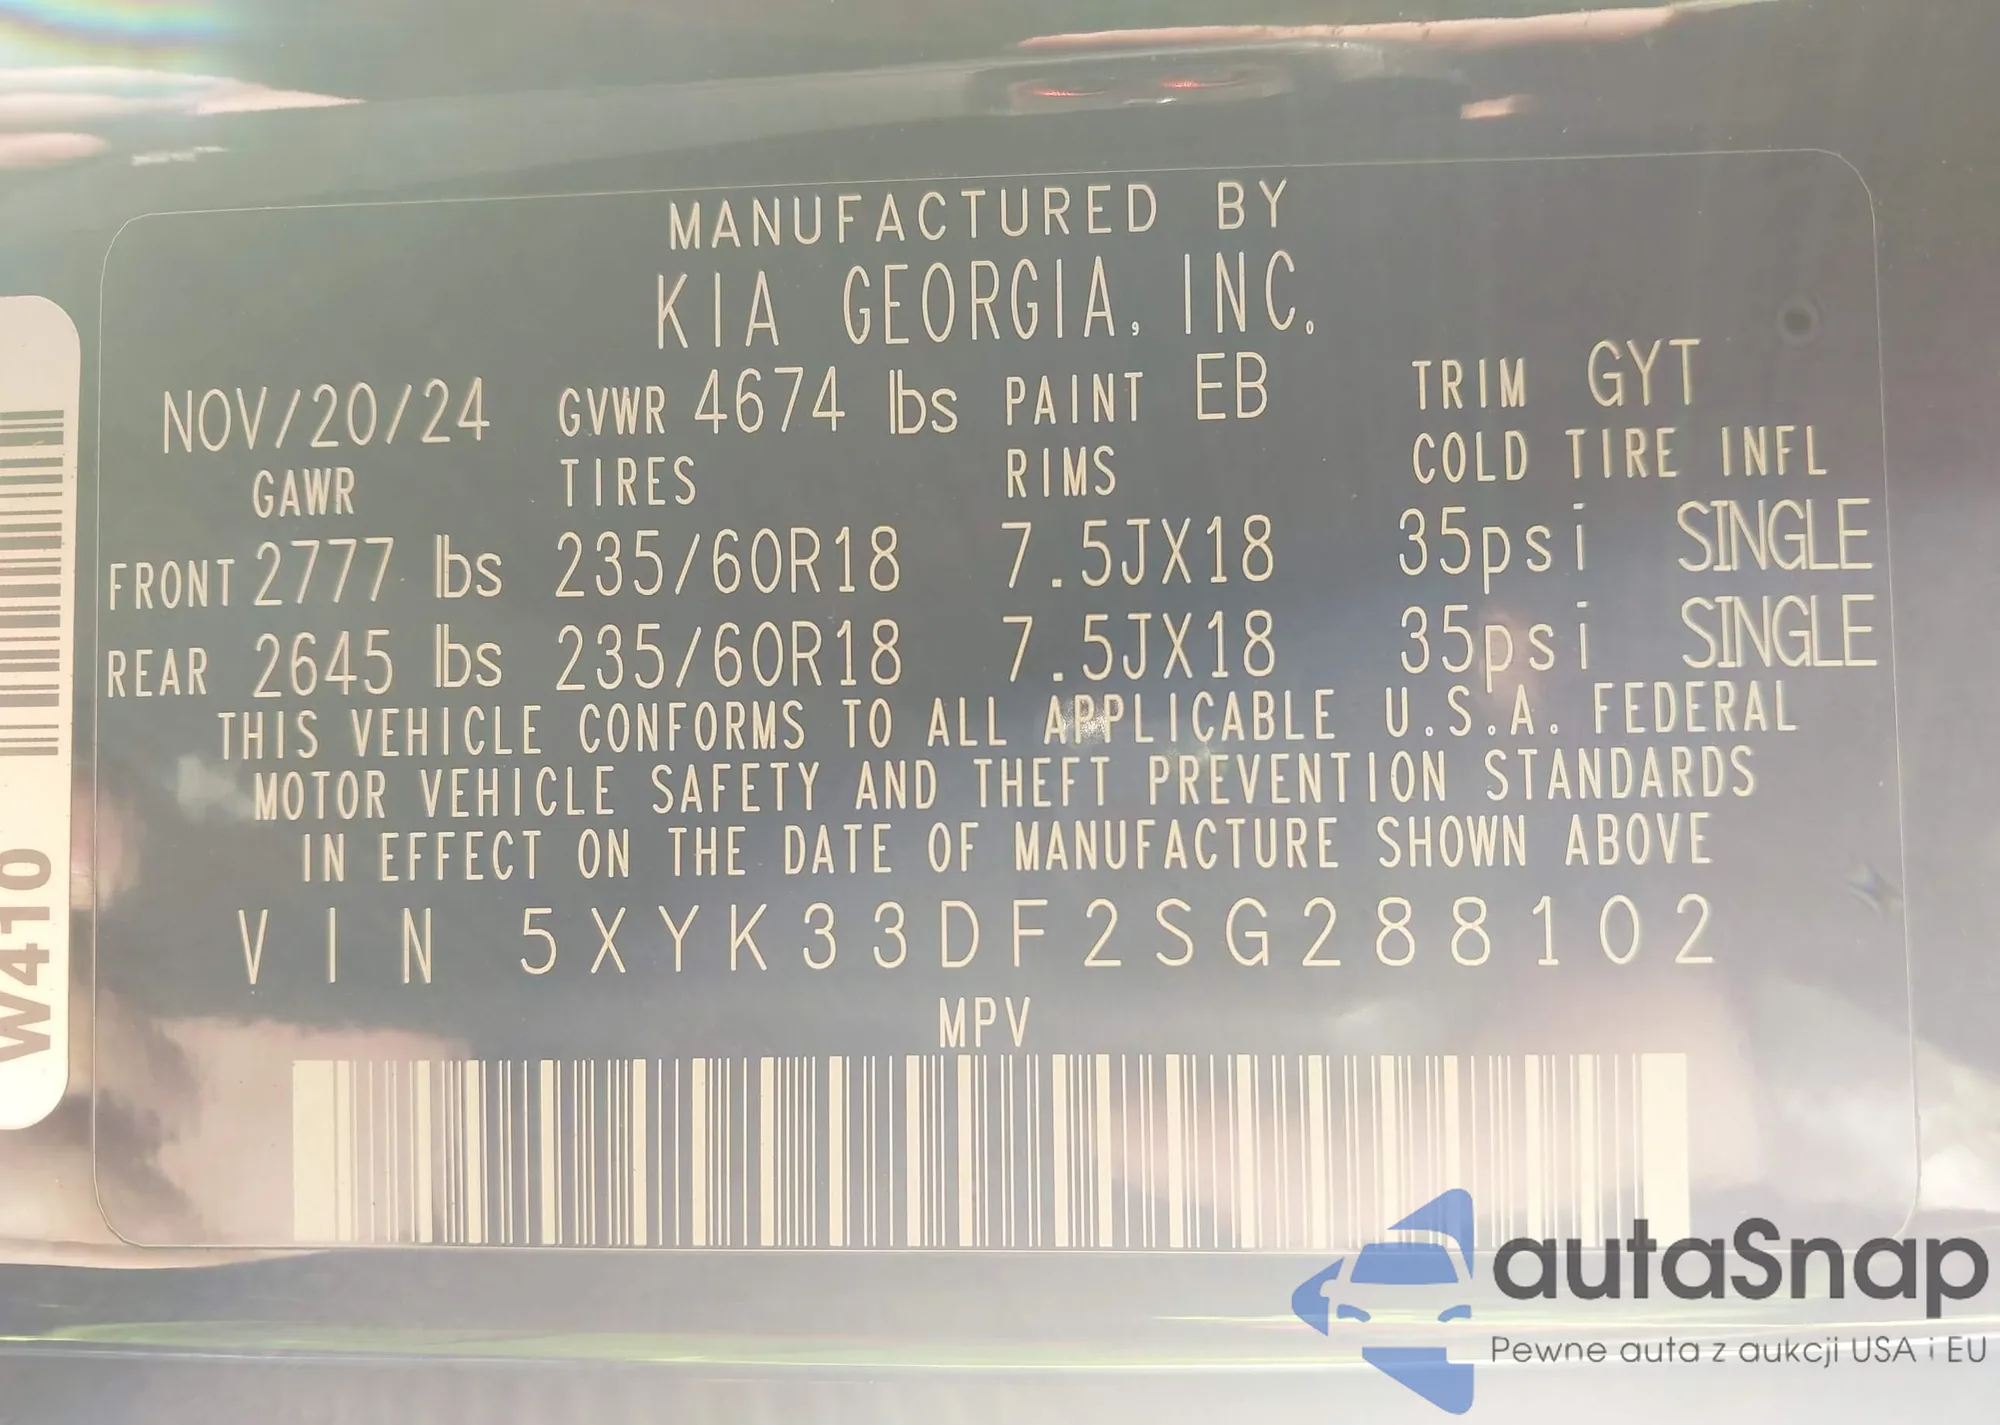 MANUFACTURED BY
KIA GEORGIA, INC.
NOV/20/24 GVWR 4674 lbs PAINT EB TRIM GYT
GAWR TIRES RIMS COLD TIRE INFL
FRONT 2777 lbs 235/60R18 7.5JX18 35psi SINGLE
REAR 2645 lbs 235/60R18 7.5JX18 35psi SINGLE
THIS VEHICLE CONFORMS TO ALL APPLICABLE U.S.A. FEDERAL
MOTOR VEHICLE SAFETY AND THEFT PREVENTION STANDARDS
IN EFFECT ON THE DATE OF MANUFACTURE SHOWN ABOVE
VIN 5XYK33DF2SG288102
MPV
W410
autaSnap
Pewne auta z aukcji USA i EU